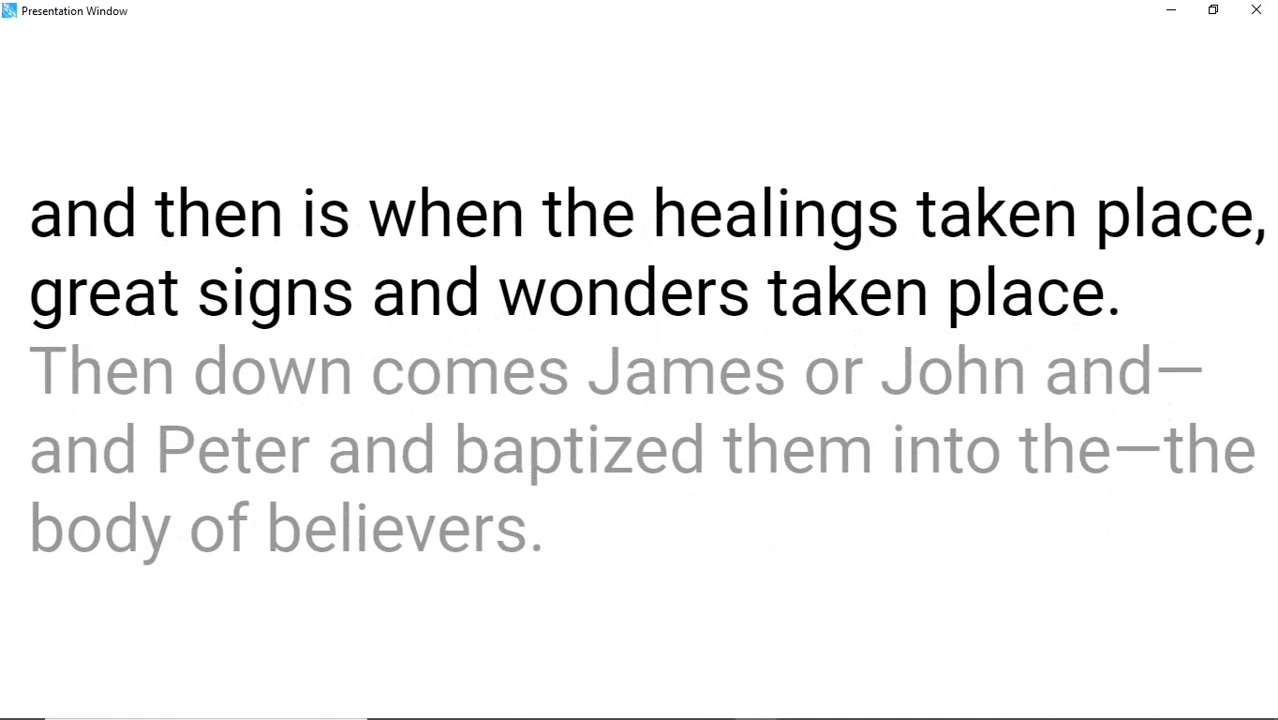 Presentation Window
and then is when the healings taken place,
great signs and wonders taken place.
Then down comes James or John and—
and Peter and baptized them into the—the
body of believers.